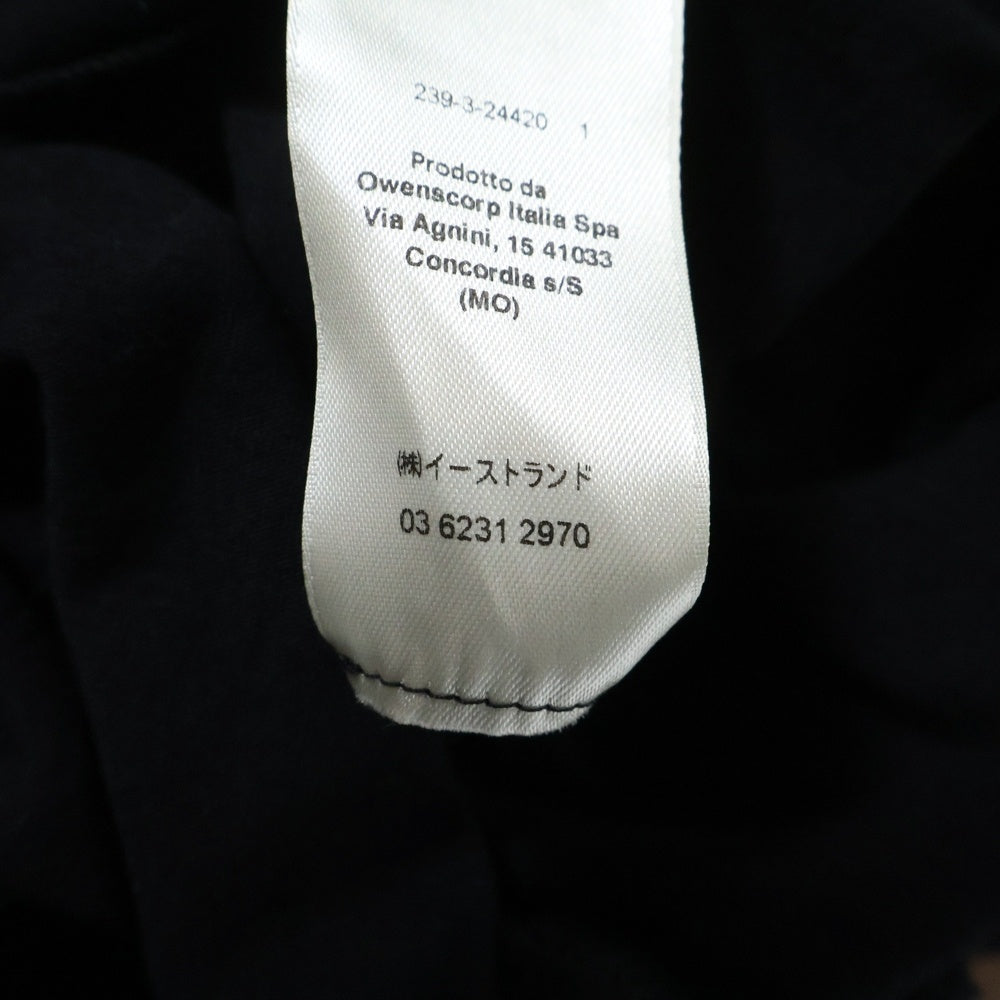 239-3-24420 1
Prodotto da
Owenscorp Italia Spa
Via Agnini, 15 41033
Concordia s/S
(MO)
㈱イーストランド
03 6231 2970